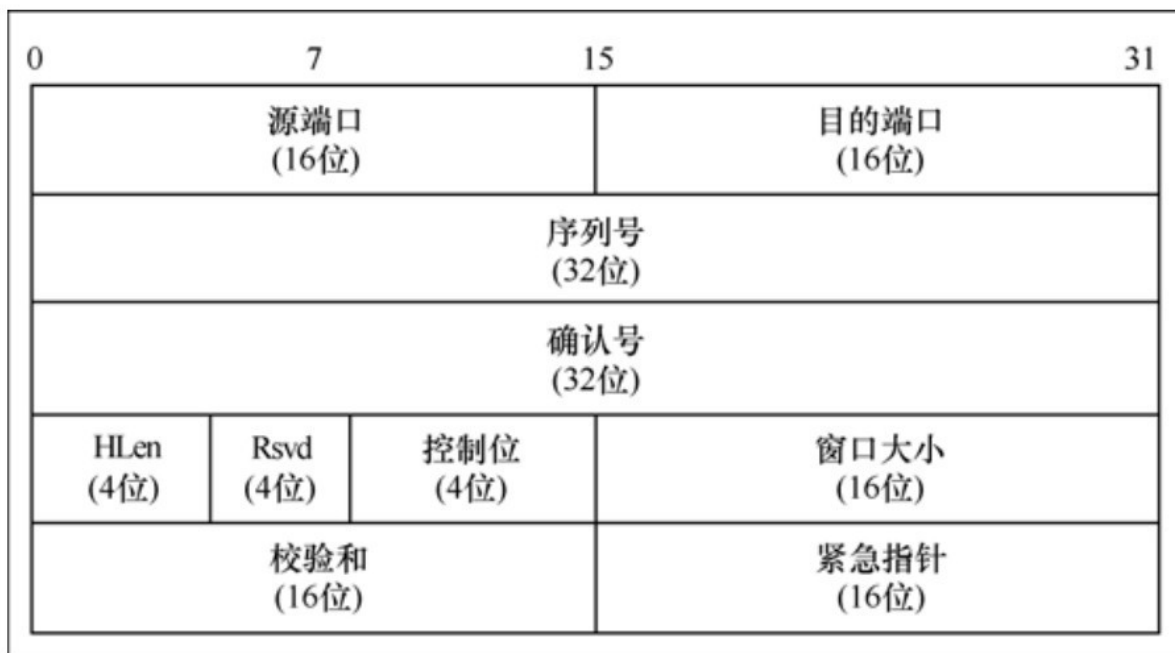 0 7 15 31
源端口 目的端口
(16位) (16位)
序列号
(32位)
确认号
(32位)
HLen Rsvd 控制位 窗口大小
(4位) (4位) (4位) (16位)
校验和 紧急指针
(16位) (16位)